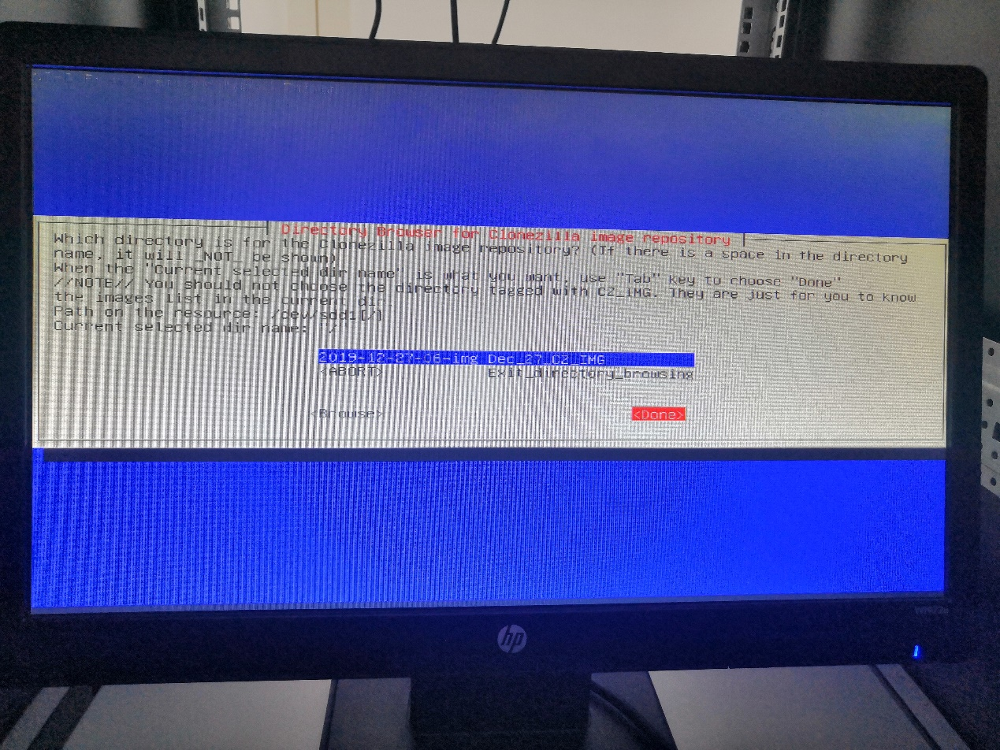 Directory Browser for Clonezilla image repository
Which directory is for the Clonezilla image repository? (If there is a space in the directory
name, it will _NOT_ be shown)
When the "Current selected dir name" is what you want, use "Tab" key to choose "Done"
//NOTE// You should not choose the directory tagged with CZ_IMG. They are just for you to know
the images list in the current dir.
Path on the resource: /dev/sdd1[/]
Current selected dir name: "/"
2019-12-27-06-img Dec_27_CZ_IMG
<ABORT> Exit_directory_browsing
<Browse> <Done>
hp